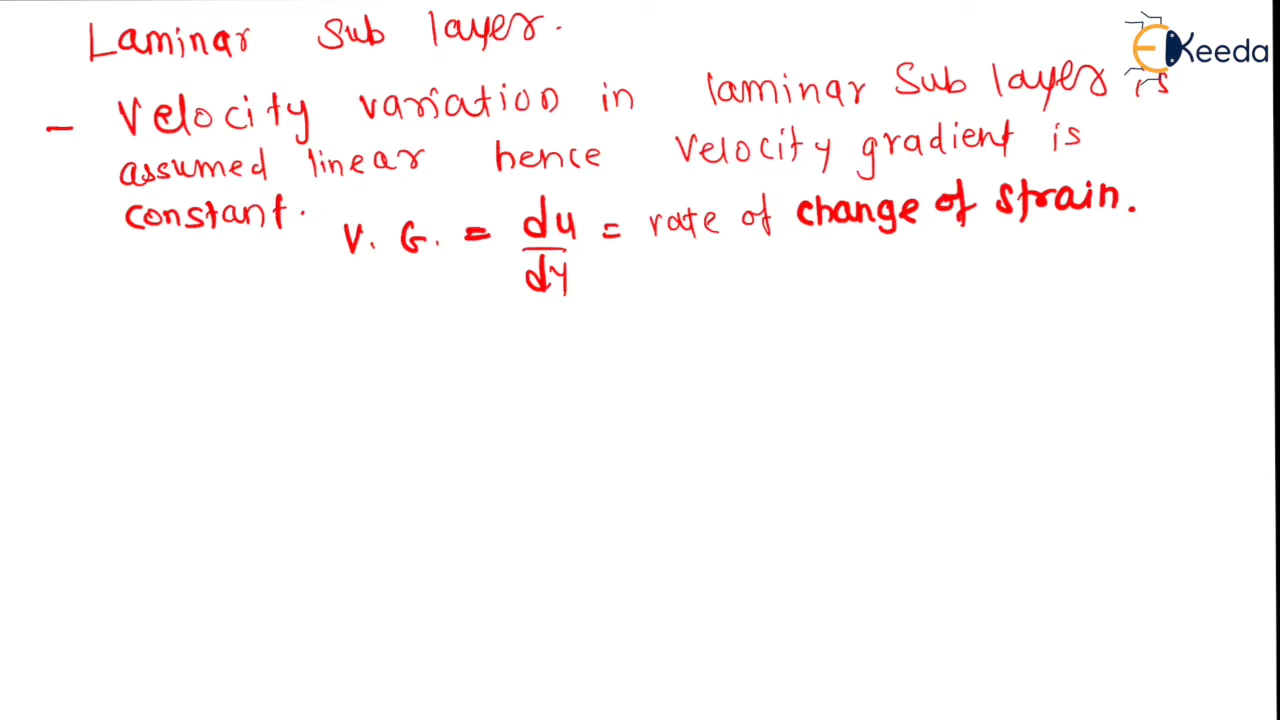 Laminar Sub layer.
EKeeda
- Velocity variation in laminar Sub layer is
assumed linear hence velocity gradient is
constant.
V. G. = du/dy = rate of change of strain.